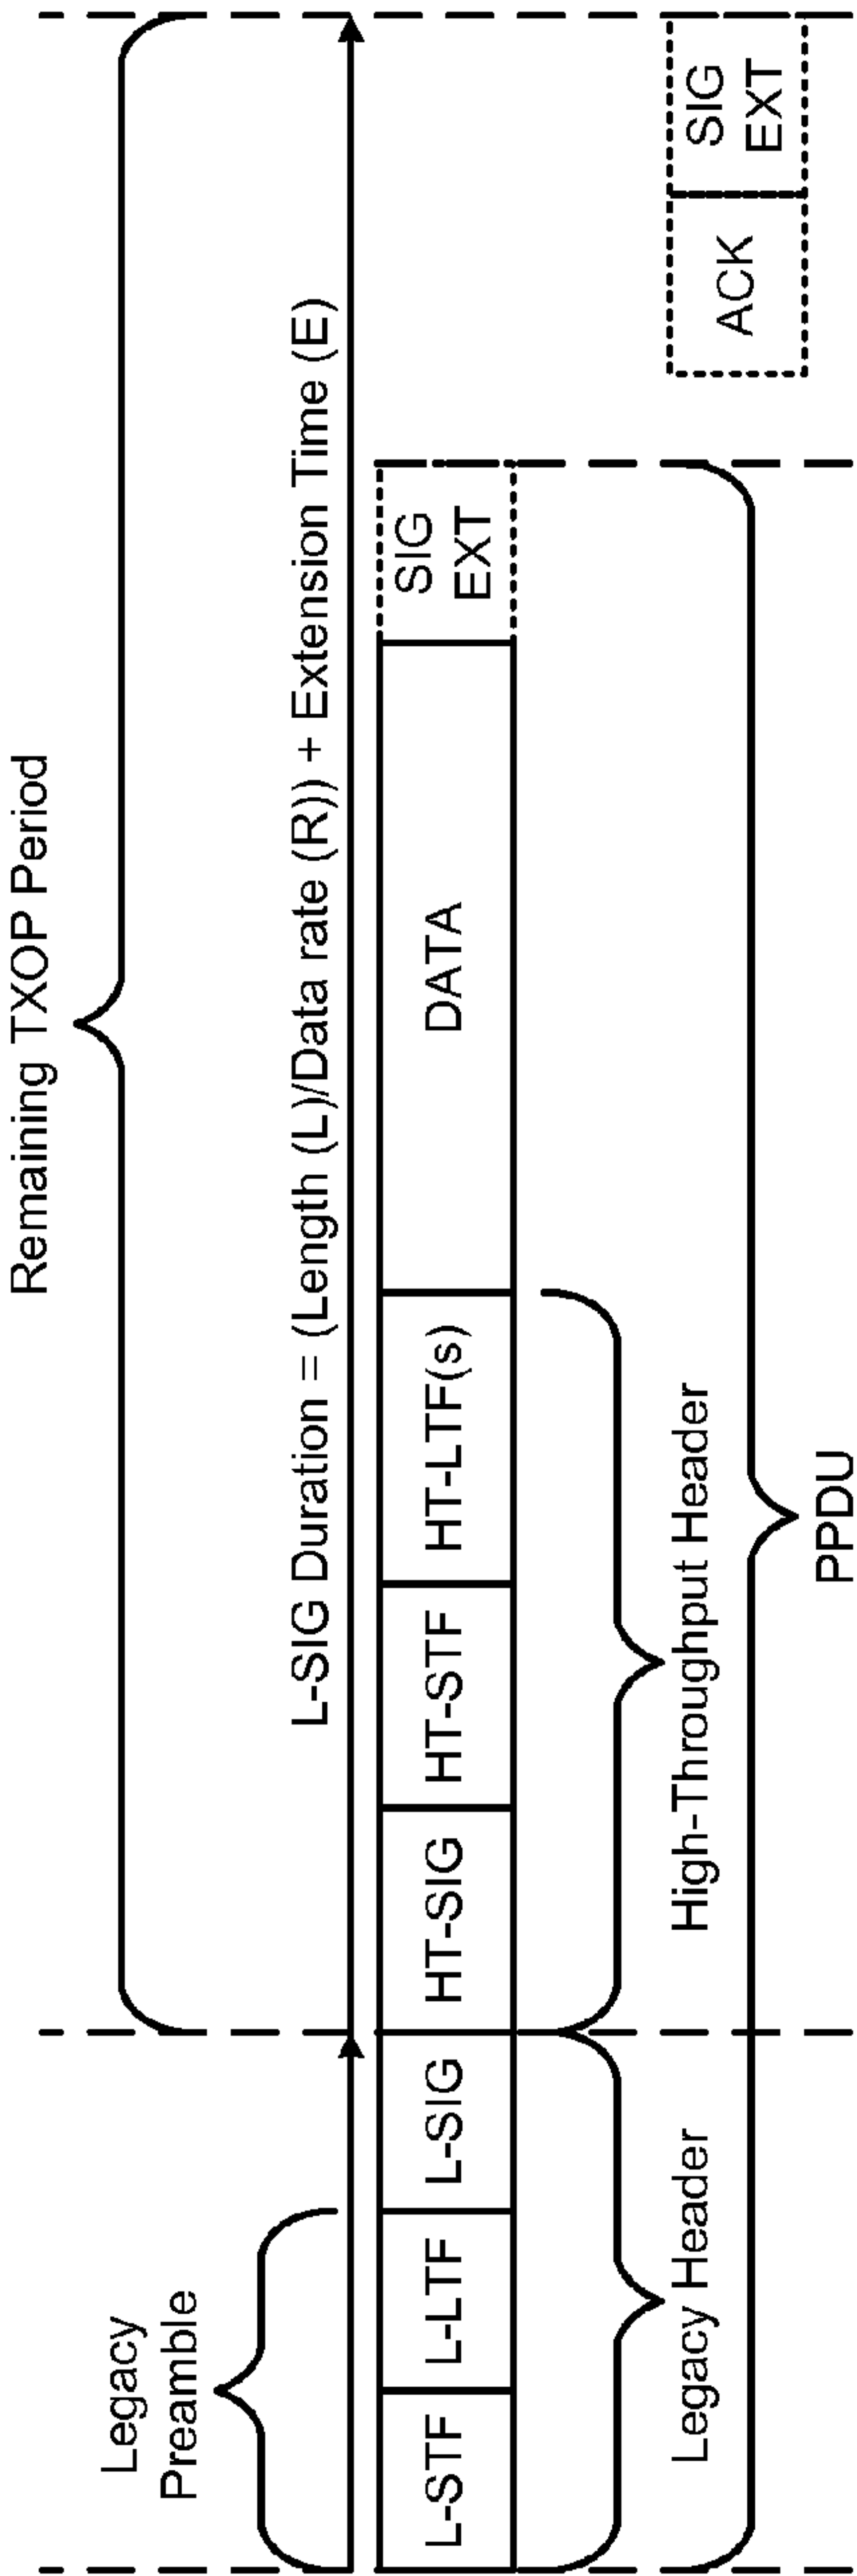 Remaining TXOP Period
Legacy
Preamble
L-SIG Duration = (Length (L)/Data rate (R)) + Extension Time (E)
L-STF
L-LTF
L-SIG
HT-SIG
HT-STF
HT-LTF(s)
DATA
SIG
EXT
Legacy Header
High-Throughput Header
ACK
SIG
EXT
PPDU